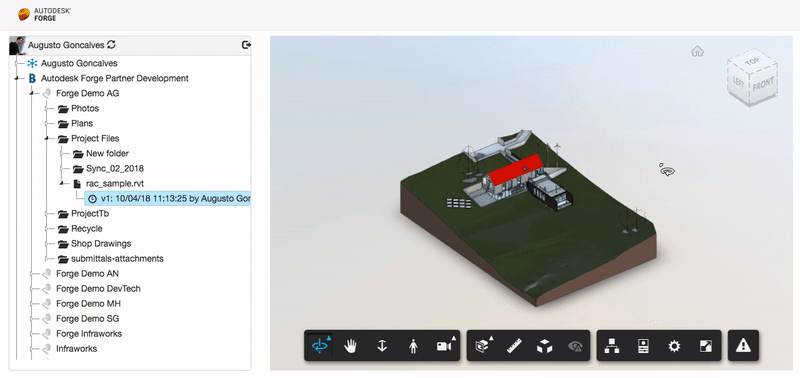 AUTODESK®
FORGE
Augusto Goncalves
Augusto Goncalves
Autodesk Forge Partner Development
Forge Demo AG
Photos
Plans
Project Files
New folder
Sync_02_2018
rac_sample.rvt
v1: 10/04/18 11:13:25 by Augusto Gon
ProjectTb
Recycle
Shop Drawings
submittals-attachments
Forge Demo AN
Forge Demo DevTech
Forge Demo MH
Forge Demo SG
Forge Infraworks
Infraworks
TOP
LEFT
FRONT